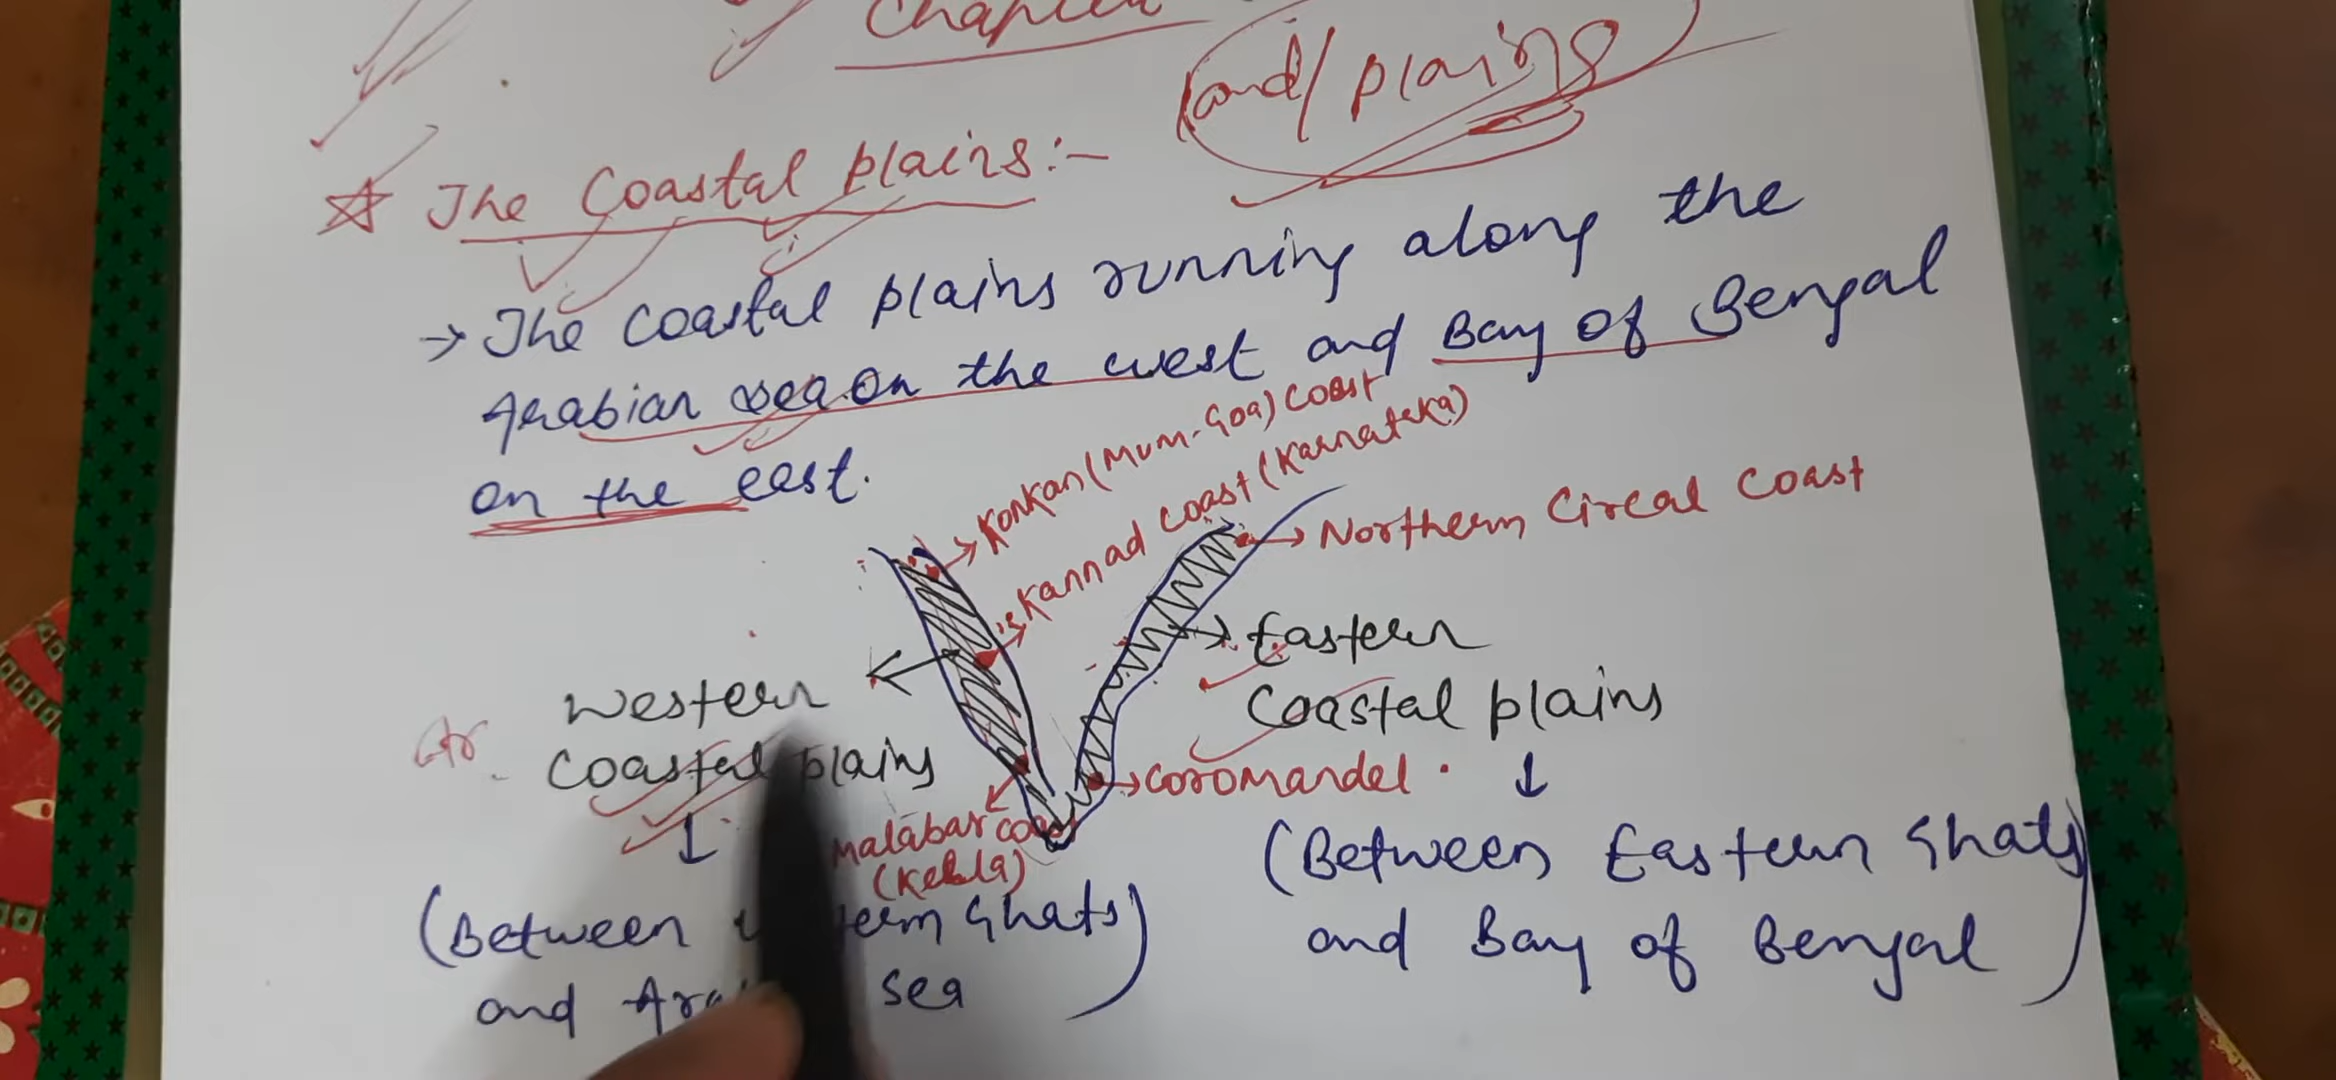 Chapter
land/plains
The Coastal plains:-
→ The coastal plains running along the
Arabian sea on the west and Bay of Bengal
on the east.
→ Konkan (Mum-Goa) coast
→ Kannad coast (Karnataka)
→ Northern Circal Coast
→ Eastern
Coastal plains
Western
Coastal plains
→ Coromandel
Malabar coast
(Kerla)
(Between Eastern Ghats
and Bay of Bengal)
(Between Ghats)
and sea